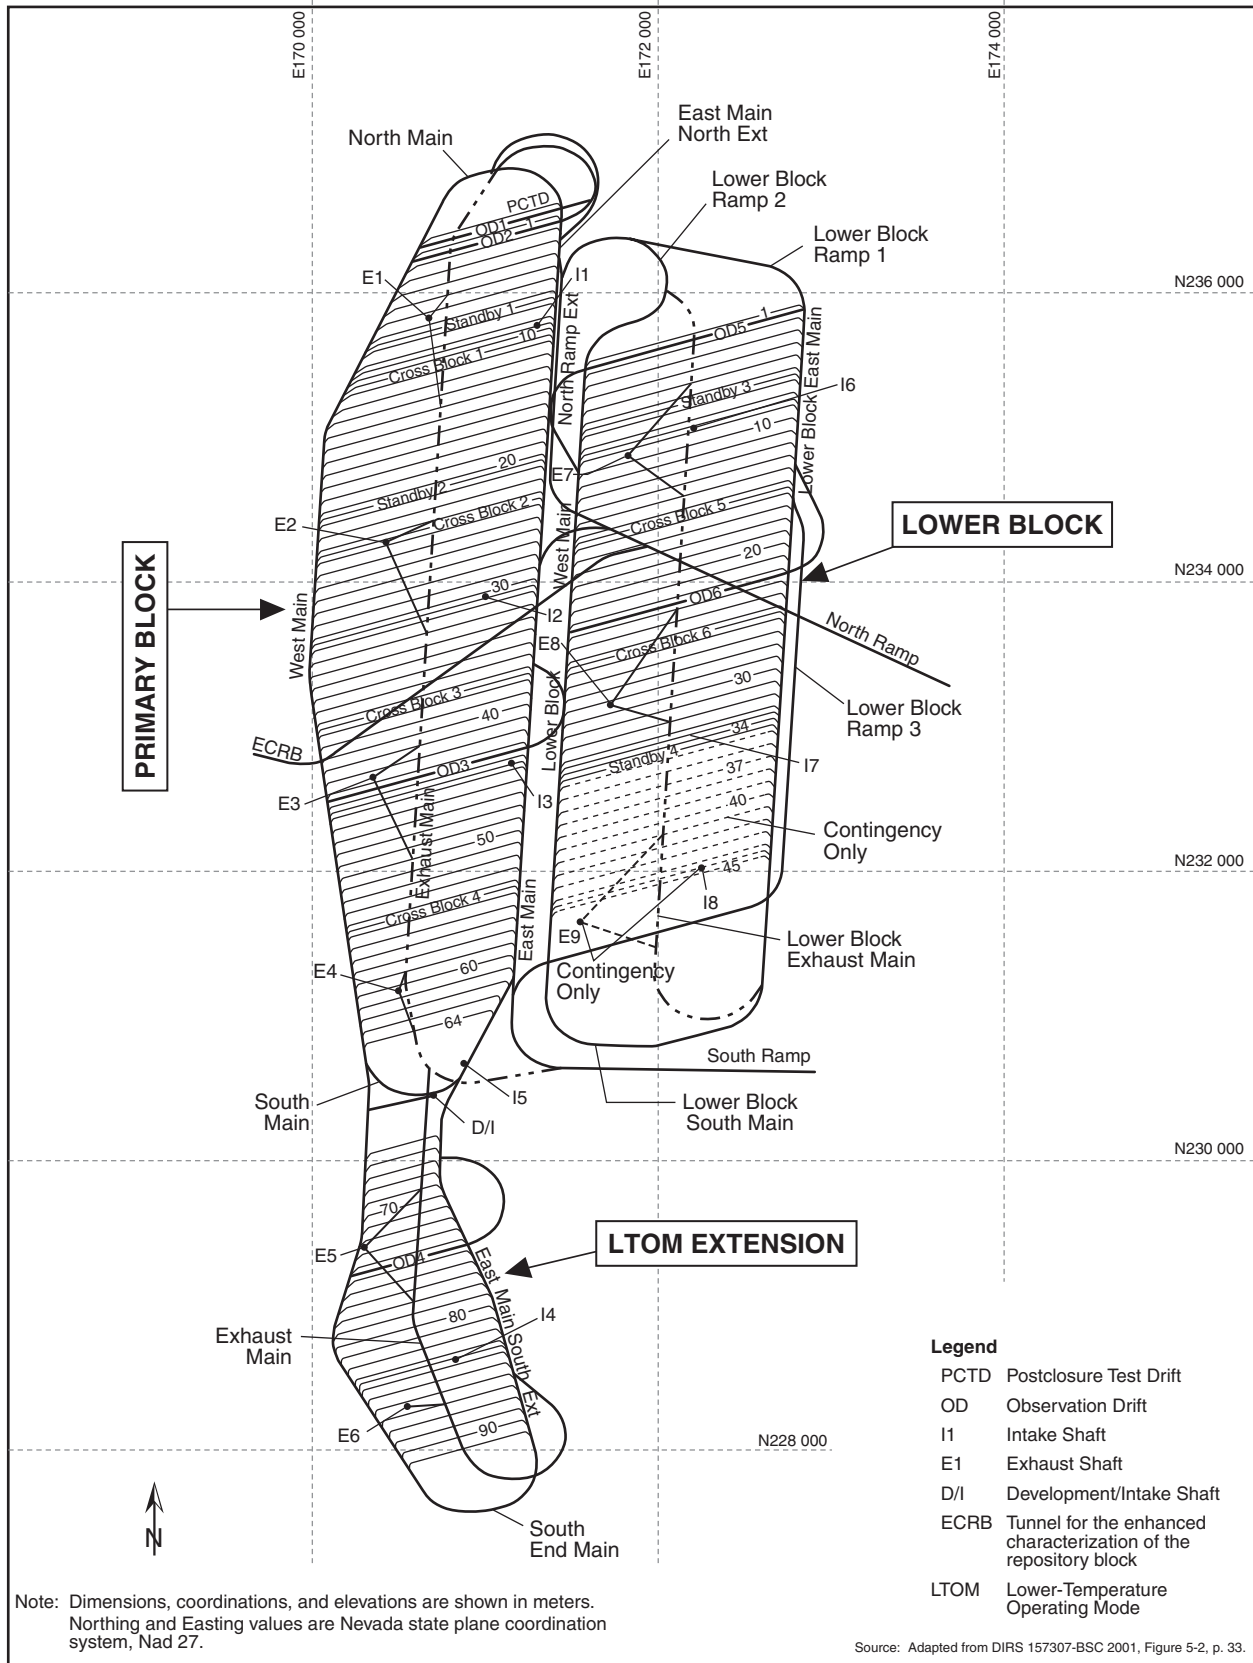 E170 000
E172 000
E174 000
North Main
East Main
North Ext
Lower Block
Ramp 2
Lower Block
Ramp 1
PCTD
OD1
1
OD2
E1
I1
N236 000
Standby 1
10
Cross Block 1
North Ramp Ext
1
OD5
Lower Block East Main
Standby 3
I6
10
20
E7
Standby 2
Cross Block 2
E2
West Main
Cross Block 5
LOWER BLOCK
20
PRIMARY BLOCK
30
N234 000
I2
OD6
West Main
E8
Cross Block 6
North Ramp
30
Cross Block 3
40
Lower Block
Lower Block
Ramp 3
34
ECRB
OD3
Standby 4
37
I7
E3
I3
40
Exhaust Main
50
Contingency
Only
N232 000
45
I8
Cross Block 4
East Main
E9
Lower Block
Exhaust Main
60
E4
Contingency
Only
64
South Ramp
South
Main
I5
Lower Block
South Main
D/I
N230 000
70
E5
OD4
LTOM EXTENSION
East Main South Ext
80
I4
Exhaust
Main
E6
90
N228 000
N
South
End Main
Legend
PCTD Postclosure Test Drift
OD Observation Drift
I1 Intake Shaft
E1 Exhaust Shaft
D/I Development/Intake Shaft
ECRB Tunnel for the enhanced
characterization of the
repository block
LTOM Lower-Temperature
Operating Mode
Note: Dimensions, coordinations, and elevations are shown in meters.
Northing and Easting values are Nevada state plane coordination
system, Nad 27.
Source: Adapted from DIRS 157307-BSC 2001, Figure 5-2, p. 33.